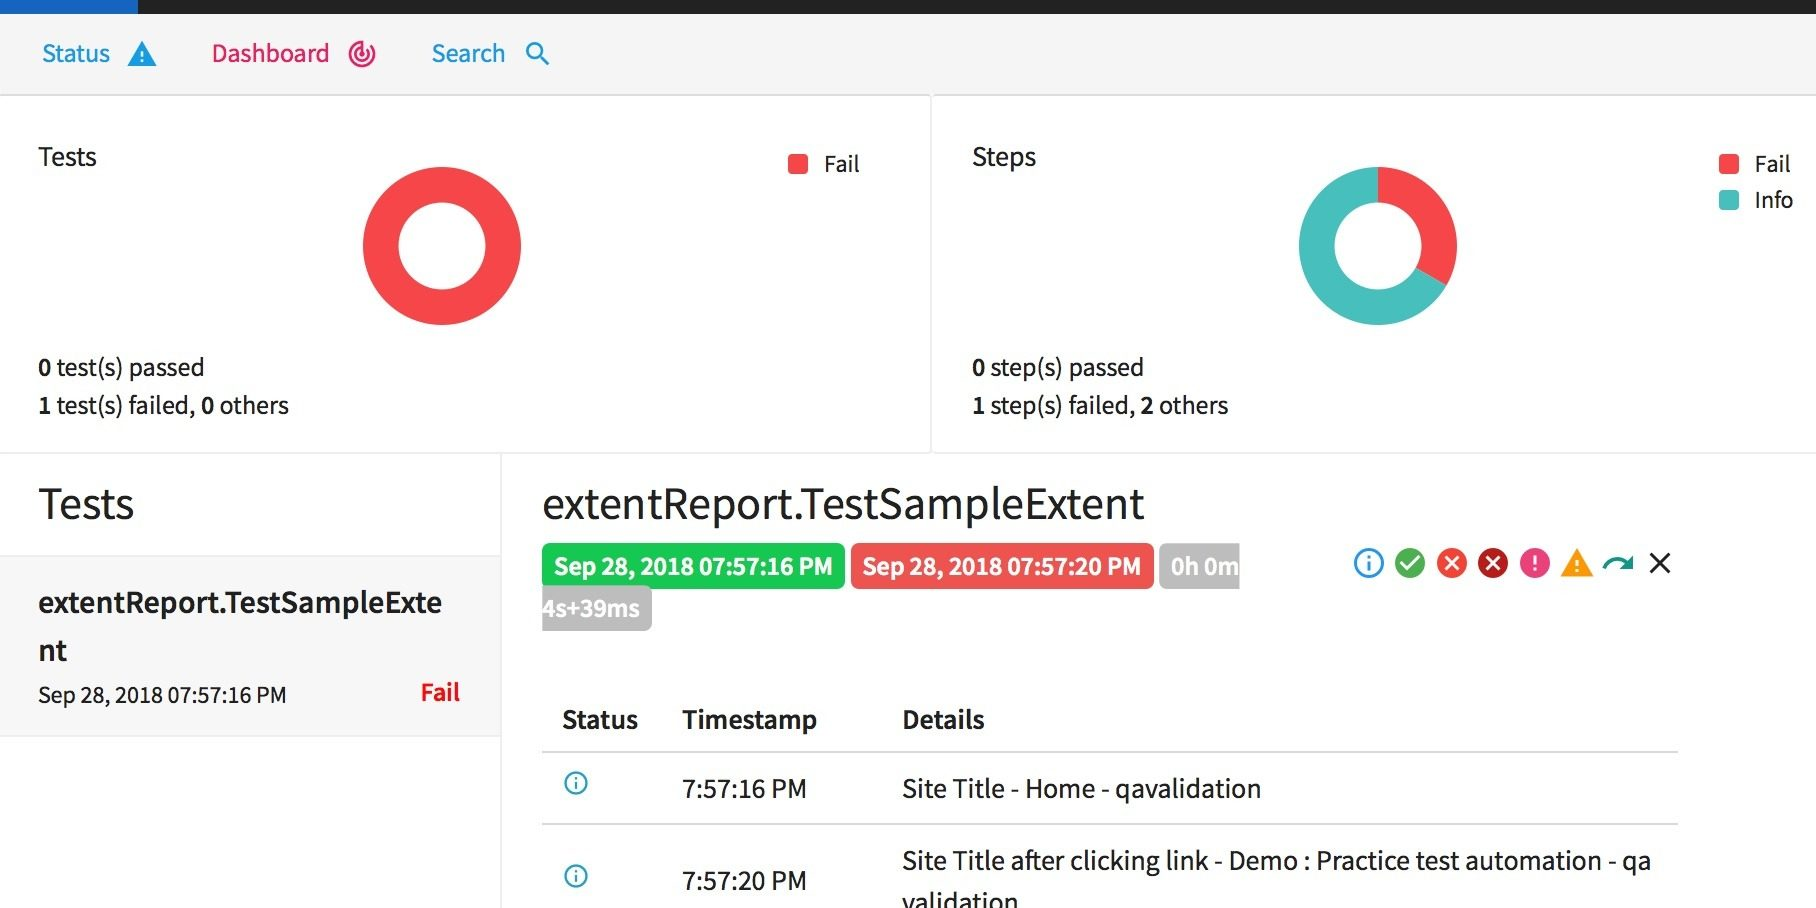 Status Dashboard Search
Tests
Fail
0 test(s) passed
1 test(s) failed, 0 others
Steps
Fail
Info
0 step(s) passed
1 step(s) failed, 2 others
Tests
extentReport.TestSampleExte
nt
Sep 28, 2018 07:57:16 PM Fail
extentReport.TestSampleExtent
Sep 28, 2018 07:57:16 PM Sep 28, 2018 07:57:20 PM 0h 0m
4s+39ms
Status Timestamp Details
7:57:16 PM Site Title - Home - qavalidation
7:57:20 PM Site Title after clicking link - Demo : Practice test automation - qa
validation